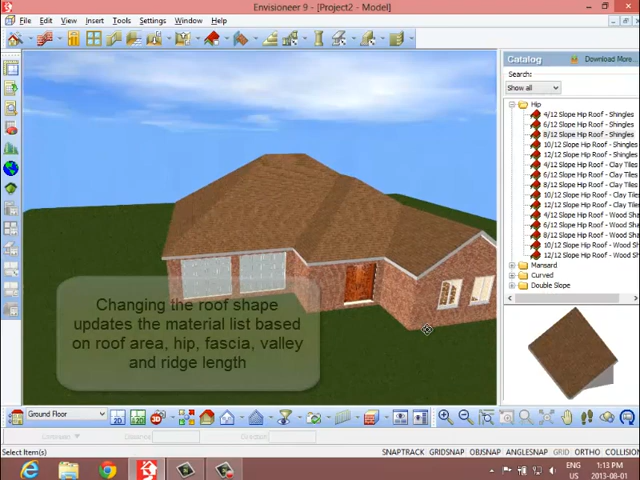 Envisioneer 9 - [Project2 - Model]
File Edit View Insert Tools Settings Window Help
Catalog Download More...
Search:
Show all
Hip
4/12 Slope Hip Roof - Shingles
6/12 Slope Hip Roof - Shingles
8/12 Slope Hip Roof - Shingles
10/12 Slope Hip Roof - Shingles
12/12 Slope Hip Roof - Shingles
4/12 Slope Hip Roof - Clay Tiles
6/12 Slope Hip Roof - Clay Tiles
8/12 Slope Hip Roof - Clay Tiles
10/12 Slope Hip Roof - Clay Tiles
12/12 Slope Hip Roof - Clay Tiles
4/12 Slope Hip Roof - Wood Sha
6/12 Slope Hip Roof - Wood Sha
8/12 Slope Hip Roof - Wood Sha
10/12 Slope Hip Roof - Wood Sha
12/12 Slope Hip Roof - Wood Sha
Mansard
Curved
Double Slope
Changing the roof shape
updates the material list based
on roof area, hip, fascia, valley
and ridge length
Ground Floor
2D 2D 3D
Distance Direction
Select Item(s) SNAPTRACK GRIDSNAP OBJSNAP ANGLESNAP GRID ORTHO COLLISION
ENG 1:13 PM
US 2013-08-01